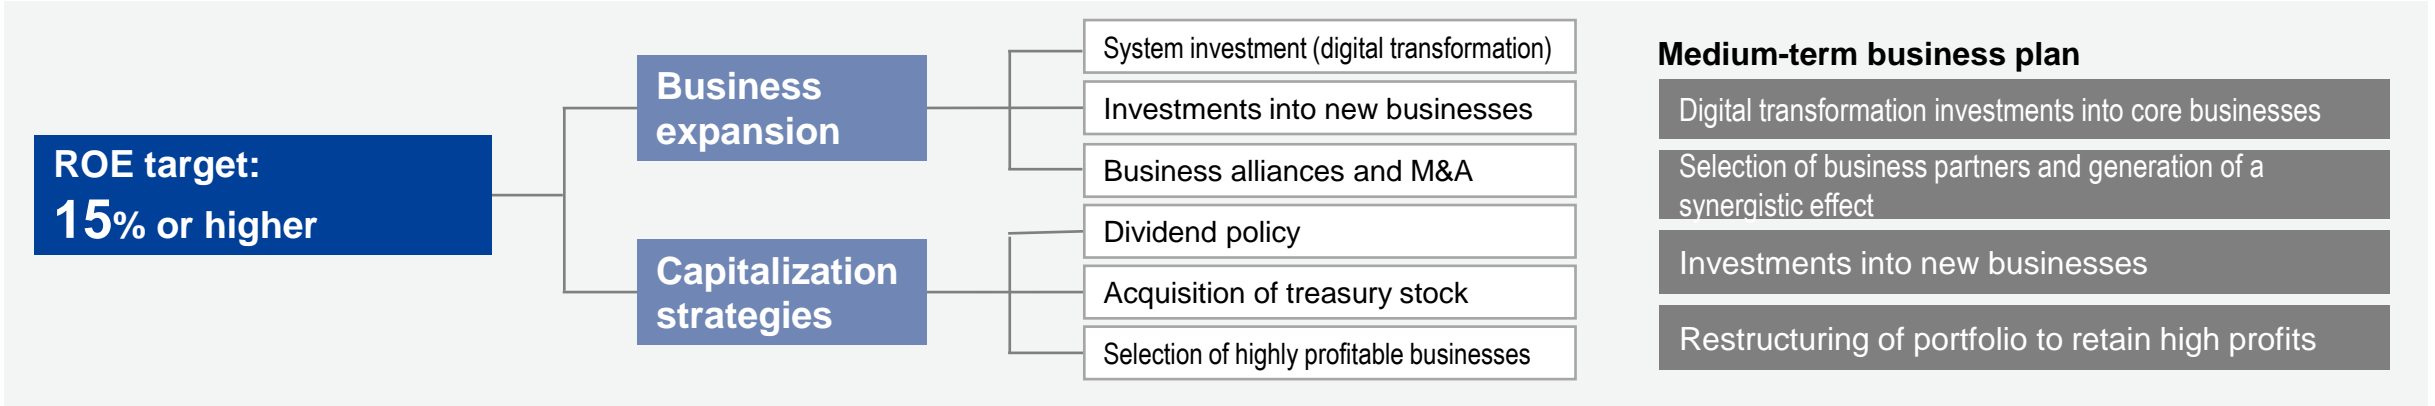 ROE target:
15% or higher
Business
expansion
Capitalization
strategies
System investment (digital transformation)
Investments into new businesses
Business alliances and M&A
Dividend policy
Acquisition of treasury stock
Selection of highly profitable businesses
Medium-term business plan
Digital transformation investments into core businesses
Selection of business partners and generation of a
synergistic effect
Investments into new businesses
Restructuring of portfolio to retain high profits